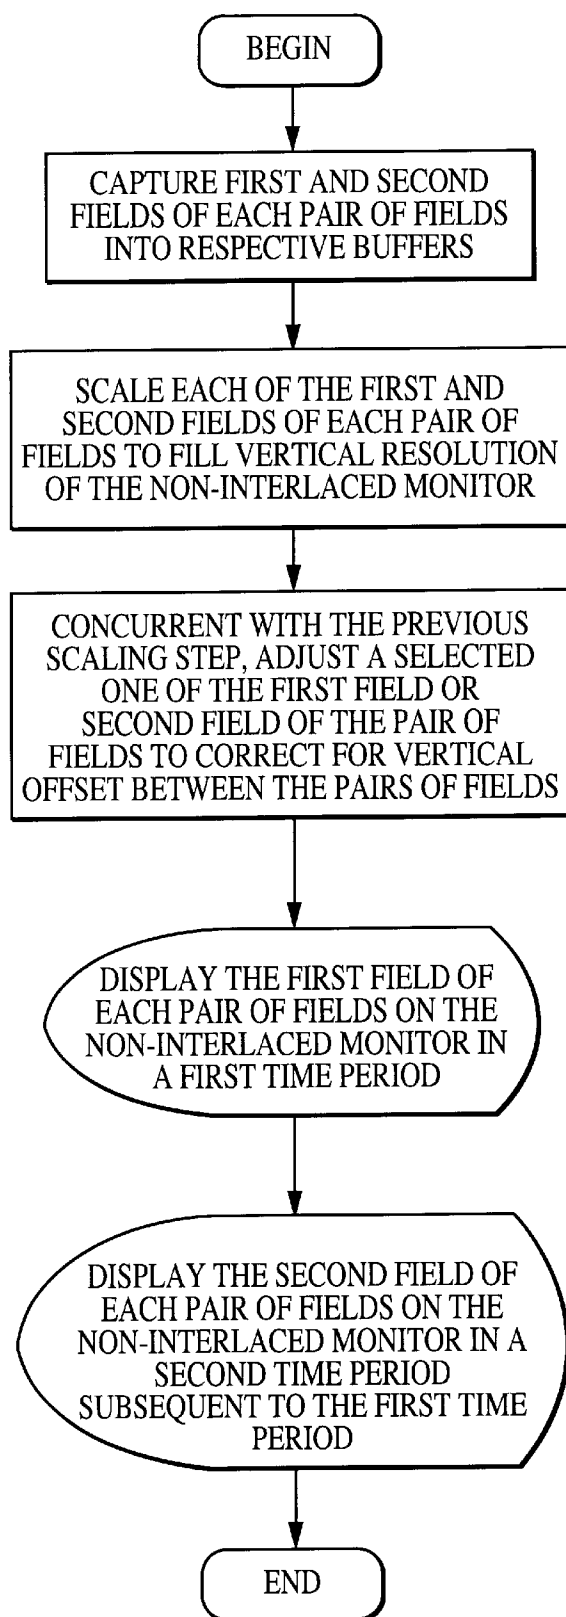 BEGIN
CAPTURE FIRST AND SECOND
FIELDS OF EACH PAIR OF FIELDS
INTO RESPECTIVE BUFFERS
SCALE EACH OF THE FIRST AND
SECOND FIELDS OF EACH PAIR OF
FIELDS TO FILL VERTICAL RESOLUTION
OF THE NON-INTERLACED MONITOR
CONCURRENT WITH THE PREVIOUS
SCALING STEP, ADJUST A SELECTED
ONE OF THE FIRST FIELD OR
SECOND FIELD OF THE PAIR OF
FIELDS TO CORRECT FOR VERTICAL
OFFSET BETWEEN THE PAIRS OF FIELDS
DISPLAY THE FIRST FIELD OF
EACH PAIR OF FIELDS ON THE
NON-INTERLACED MONITOR IN
A FIRST TIME PERIOD
DISPLAY THE SECOND FIELD OF
EACH PAIR OF FIELDS ON THE
NON-INTERLACED MONITOR IN A
SECOND TIME PERIOD
SUBSEQUENT TO THE FIRST TIME
PERIOD
END